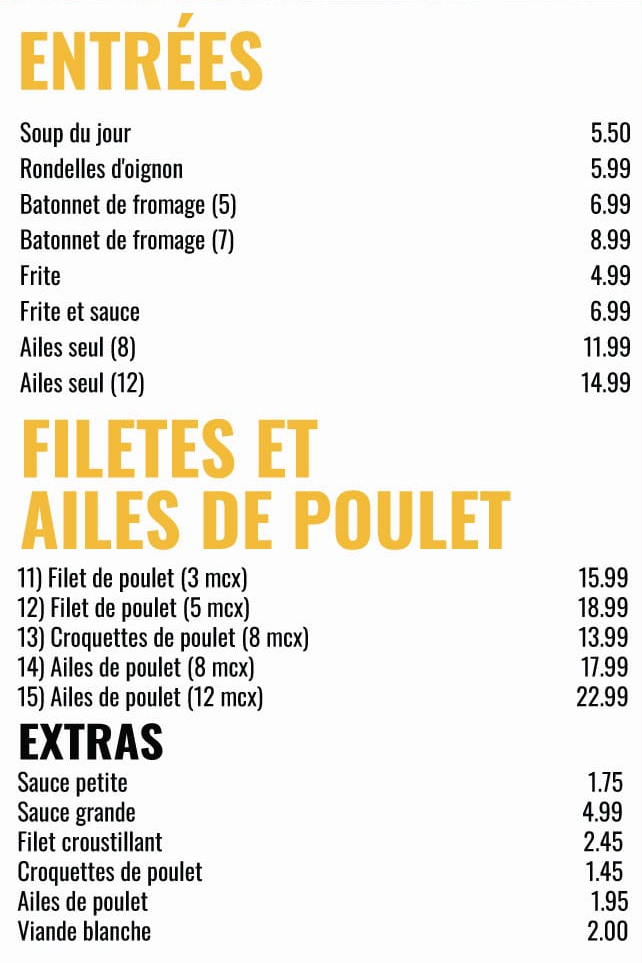 ENTRÉES
Soup du jour 5.50
Rondelles d'oignon 5.99
Batonnet de fromage (5) 6.99
Batonnet de fromage (7) 8.99
Frite 4.99
Frite et sauce 6.99
Ailes seul (8) 11.99
Ailes seul (12) 14.99
FILETES ET
AILES DE POULET
11) Filet de poulet (3 mcx) 15.99
12) Filet de poulet (5 mcx) 18.99
13) Croquettes de poulet (8 mcx) 13.99
14) Ailes de poulet (8 mcx) 17.99
15) Ailes de poulet (12 mcx) 22.99
EXTRAS
Sauce petite 1.75
Sauce grande 4.99
Filet croustillant 2.45
Croquettes de poulet 1.45
Ailes de poulet 1.95
Viande blanche 2.00